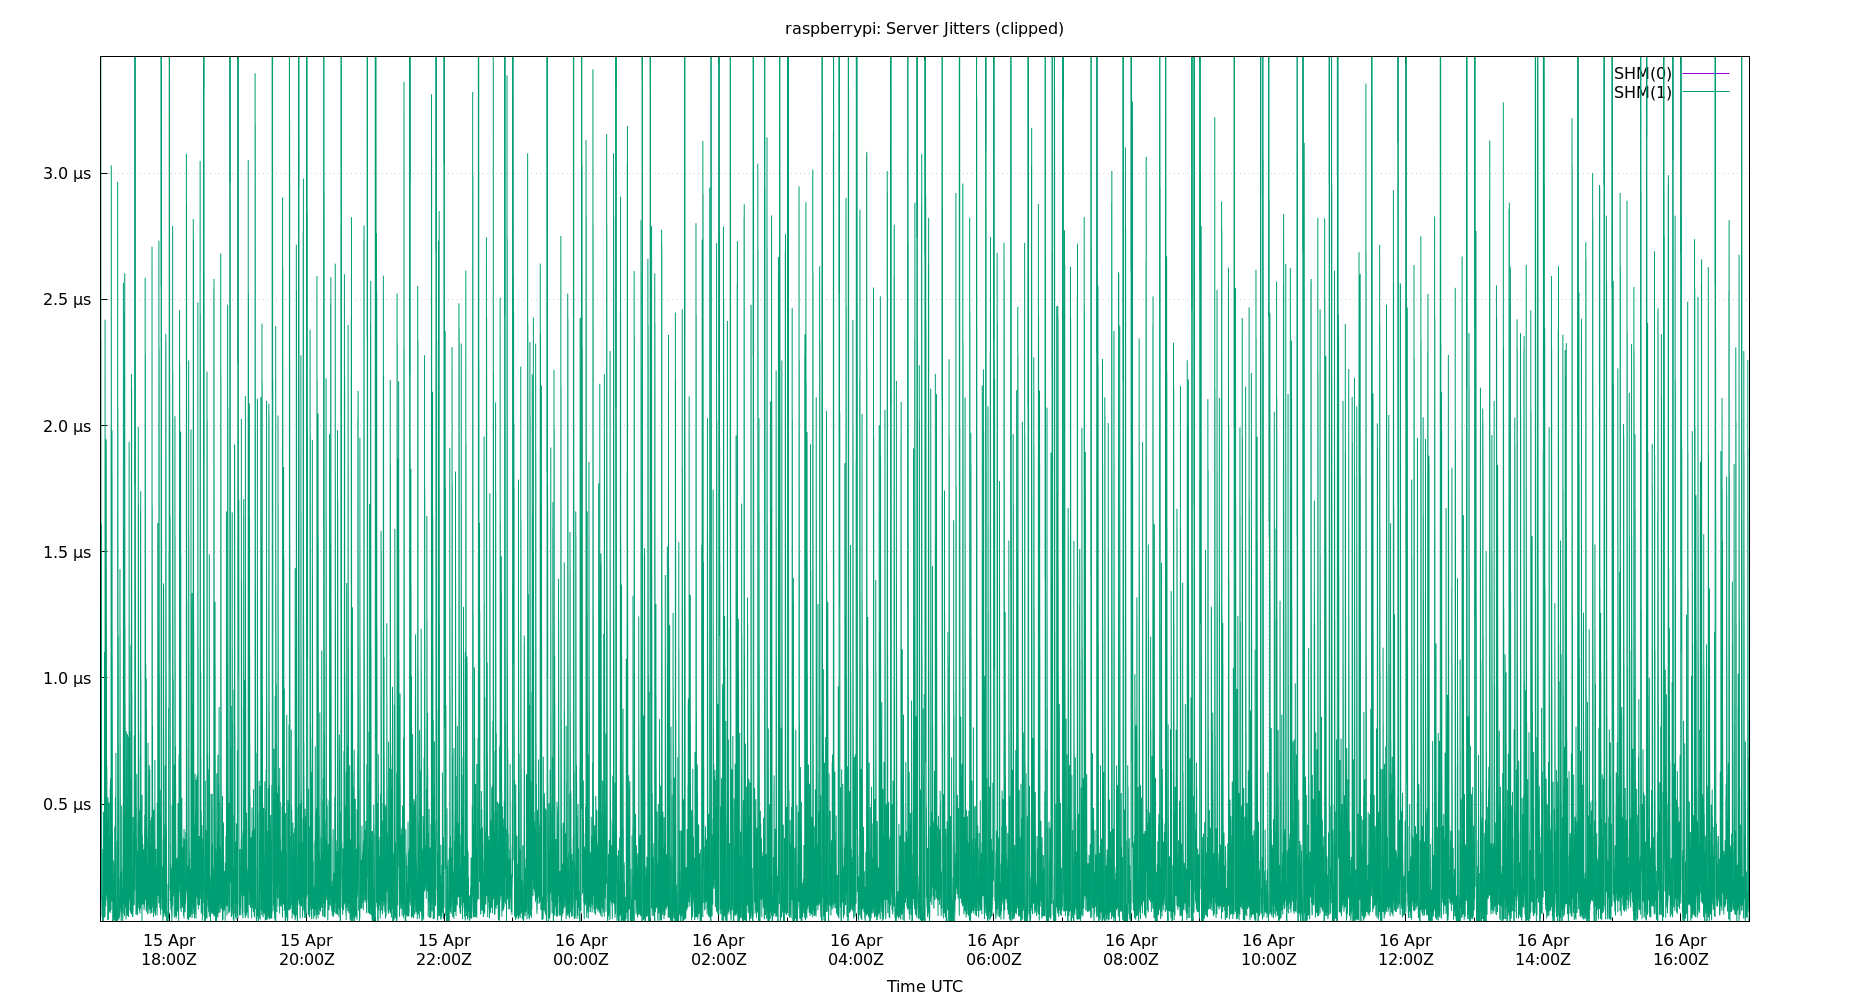 raspberrypi: Server Jitters (clipped)
SHM(0)
SHM(1)
3.0 µs
2.5 µs
2.0 µs
1.5 µs
1.0 µs
0.5 µs
15 Apr 15 Apr 15 Apr 16 Apr 16 Apr 16 Apr 16 Apr 16 Apr 16 Apr 16 Apr 16 Apr 16 Apr
18:00Z 20:00Z 22:00Z 00:00Z 02:00Z 04:00Z 06:00Z 08:00Z 10:00Z 12:00Z 14:00Z 16:00Z
Time UTC